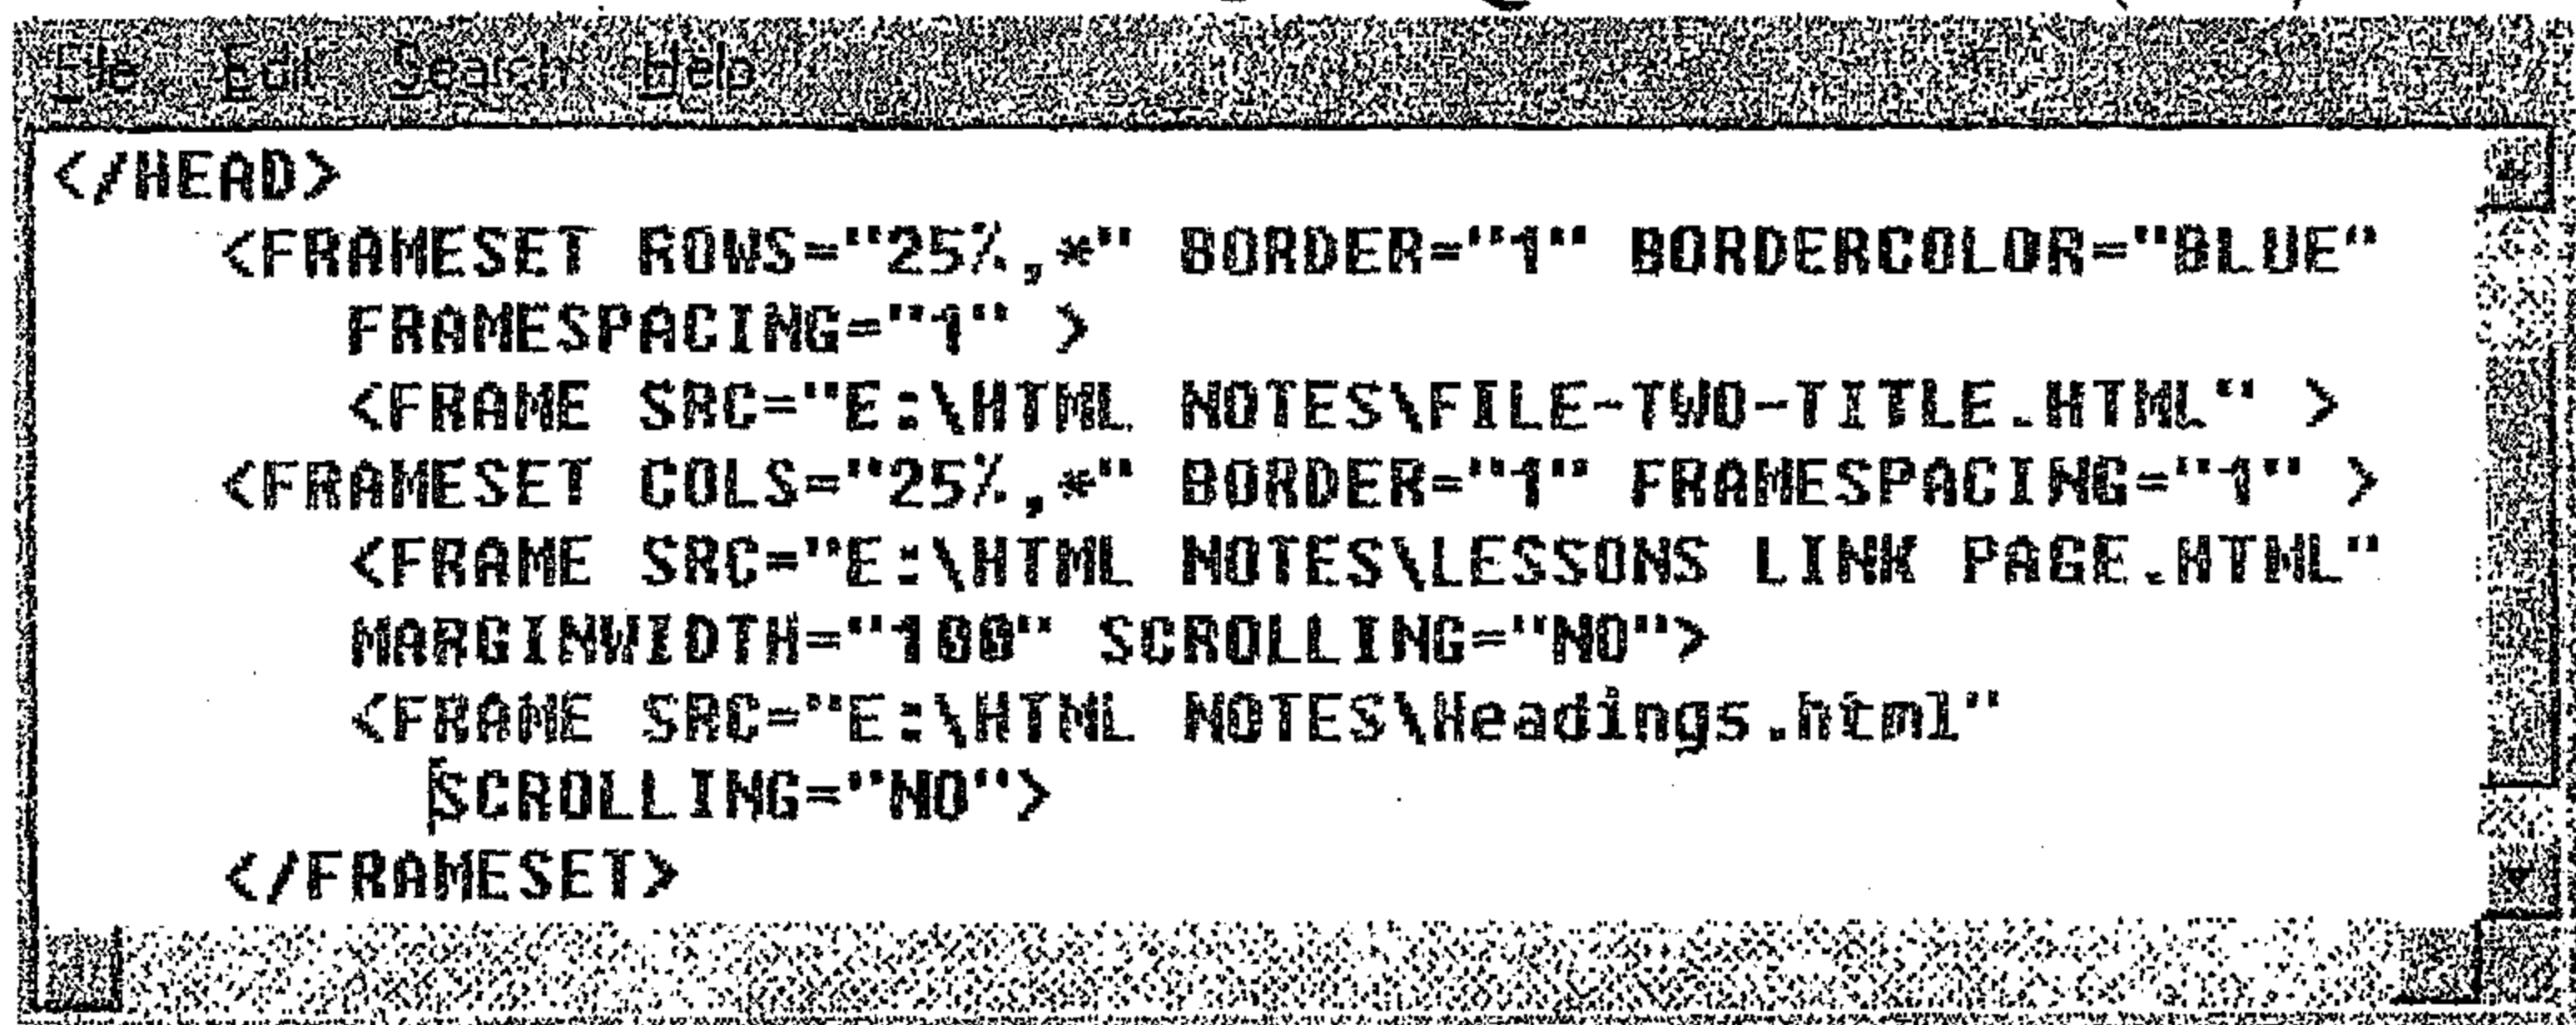 File Edit Search Help
</HEAD>
<FRAMESET ROWS="25%,*" BORDER="1" BORDERCOLOR="BLUE"
FRAMESPACING="1" >
<FRAME SRC="E:\HTML NOTES\FILE-TWO-TITLE.HTML" >
<FRAMESET COLS="25%,*" BORDER="1" FRAMESPACING="1" >
<FRAME SRC="E:\HTML NOTES\LESSONS LINK PAGE.HTML"
MARGINWIDTH="100" SCROLLING="NO">
<FRAME SRC="E:\HTML NOTES\Headings.html"
SCROLLING="NO">
</FRAMESET>